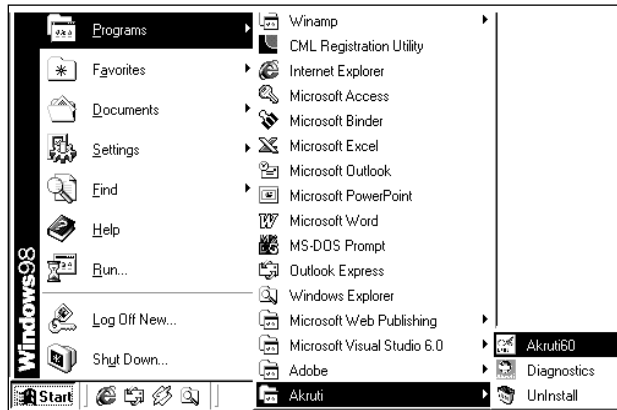 Programs
Favorites
Documents
Settings
Find
Help
Run...
Log Off New...
Shut Down...
Windows98
Start
Winamp
CML Registration Utility
Internet Explorer
Microsoft Access
Microsoft Binder
Microsoft Excel
Microsoft Outlook
Microsoft PowerPoint
Microsoft Word
MS-DOS Prompt
Outlook Express
Windows Explorer
Microsoft Web Publishing
Microsoft Visual Studio 6.0
Adobe
Akruti
Akruti60
Diagnostics
UnInstall